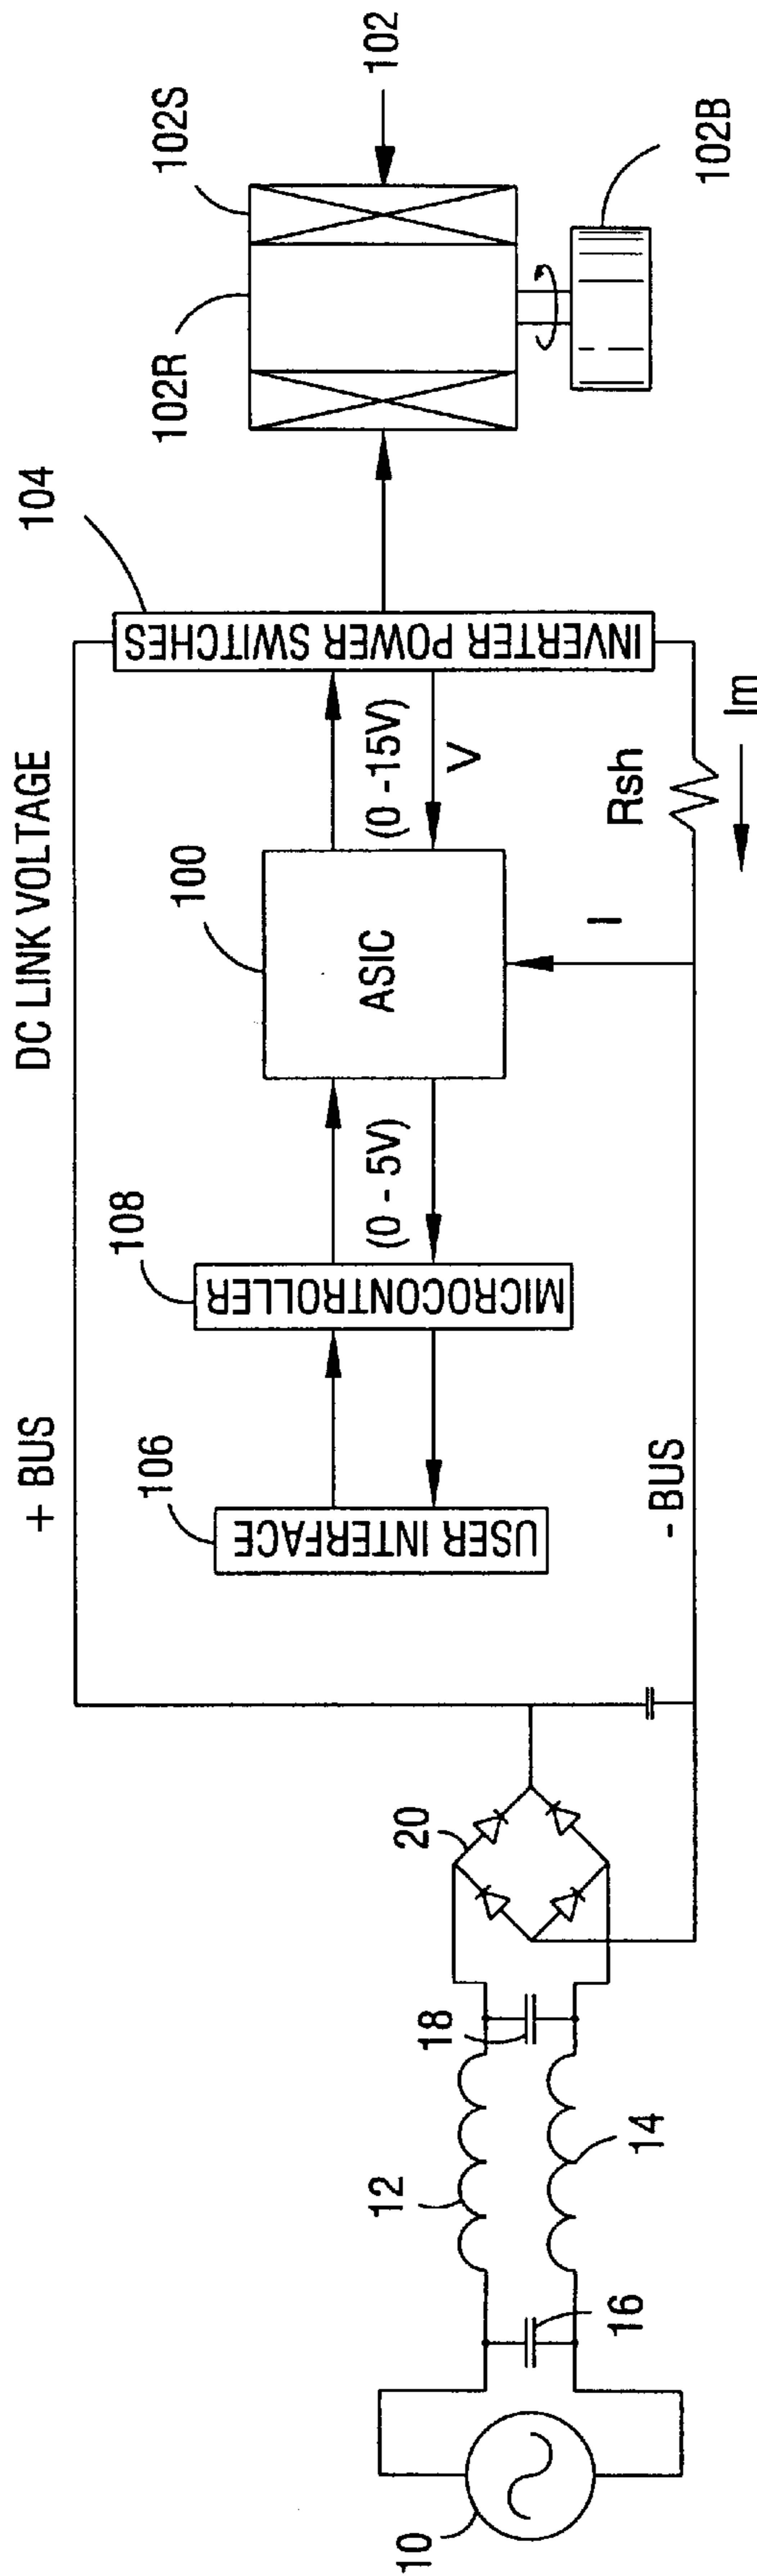 DC LINK VOLTAGE
+ BUS
104
102R
102S
102
102B
100
108
106
INVERTER POWER SWITCHES
(0 -15V)
V
ASIC
(0 - 5V)
MICROCONTROLLER
USER INTERFACE
I
Rsh
Im
- BUS
20
18
12
14
16
10